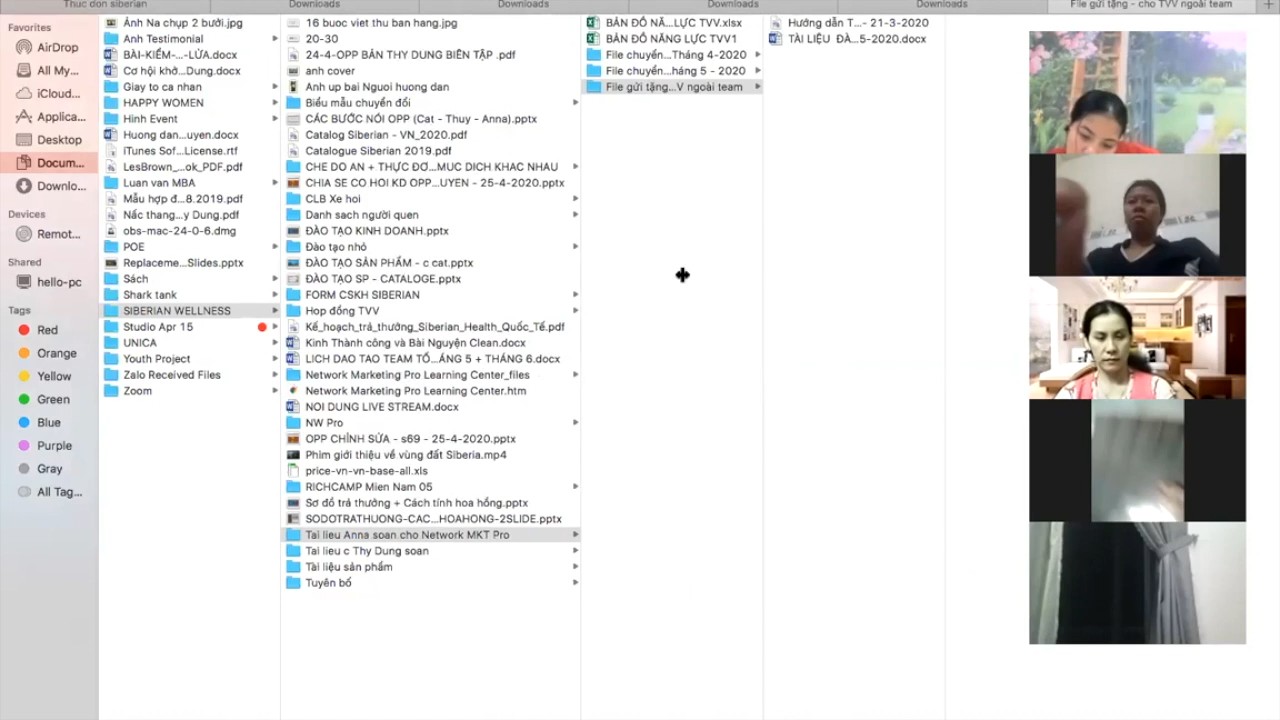 Thuc don siberian
Downloads
Downloads
Downloads
Downloads
File gửi tặng - cho TVV ngoài team
Favorites
AirDrop
All My...
iCloud...
Applica...
Desktop
Docum...
Downlo...
Devices
Remot...
Shared
hello-pc
Tags
Red
Orange
Yellow
Green
Blue
Purple
Gray
All Tag...
Ảnh Na chụp 2 bưởi.jpg
Anh Testimonial
BÀI-KIỂM-...-LỬA.docx
Cơ hội khở...Dung.docx
Giay to ca nhan
HAPPY WOMEN
Hinh Event
Huong dan...uyen.docx
iTunes Sof...License.rtf
LesBrown_...ok_PDF.pdf
Luan van MBA
Mẫu hợp đ...8.2019.pdf
Nấc thang...y Dung.pdf
obs-mac-24-0-6.dmg
POE
Replaceme...Slides.pptx
Sách
Shark tank
SIBERIAN WELLNESS
Studio Apr 15
UNICA
Youth Project
Zalo Received Files
Zoom
16 buoc viet thu ban hang.jpg
20-30
24-4-OPP BẢN THY DUNG BIÊN TẬP .pdf
anh cover
Anh up bai Nguoi huong dan
Biểu mẫu chuyển đổi
CÁC BƯỚC NÓI OPP (Cat - Thuy - Anna).pptx
Catalog Siberian - VN_2020.pdf
Catalogue Siberian 2019.pdf
CHE DO AN + THỰC ĐƠ...MUC DICH KHAC NHAU
CHIA SE CO HOI KD OPP...UYEN - 25-4-2020.pptx
CLB Xe hoi
Danh sach người quen
ĐÀO TẠO KINH DOANH.pptx
Đào tạo nhỏ
ĐÀO TẠO SẢN PHẨM - c cat.pptx
ĐÀO TẠO SP - CATALOGE.pptx
FORM CSKH SIBERIAN
Hop đồng TVV
Kế_hoạch_trả_thưởng_Siberian_Health_Quốc_Tế.pdf
Kinh Thành công và Bài Nguyện Clean.docx
LICH DAO TAO TEAM TỐ...ÁNG 5 + THÁNG 6.docx
Network Marketing Pro Learning Center_files
Network Marketing Pro Learning Center.htm
NOI DUNG LIVE STREAM.docx
NW Pro
OPP CHỈNH SỬA - s69 - 25-4-2020.pptx
Phim giới thiệu về vùng đất Siberia.mp4
price-vn-vn-base-all.xls
RICHCAMP Mien Nam 05
Sơ đồ trả thưởng + Cách tính hoa hồng.pptx
SODOTRATHUONG-CAC...HOAHONG-2SLIDE.pptx
Tai lieu Anna soan cho Network MKT Pro
Tai lieu c Thy Dung soan
Tài liệu sản phẩm
Tuyên bố
BẢN ĐỒ NĂ...LỰC TVV.xlsx
BẢN ĐỒ NĂNG LỰC TVV1
File chuyển...Tháng 4-2020
File chuyển...háng 5 - 2020
File gửi tặng...V ngoài team
Hướng dẫn T...- 21-3-2020
TÀI LIỆU ĐÀ...5-2020.docx